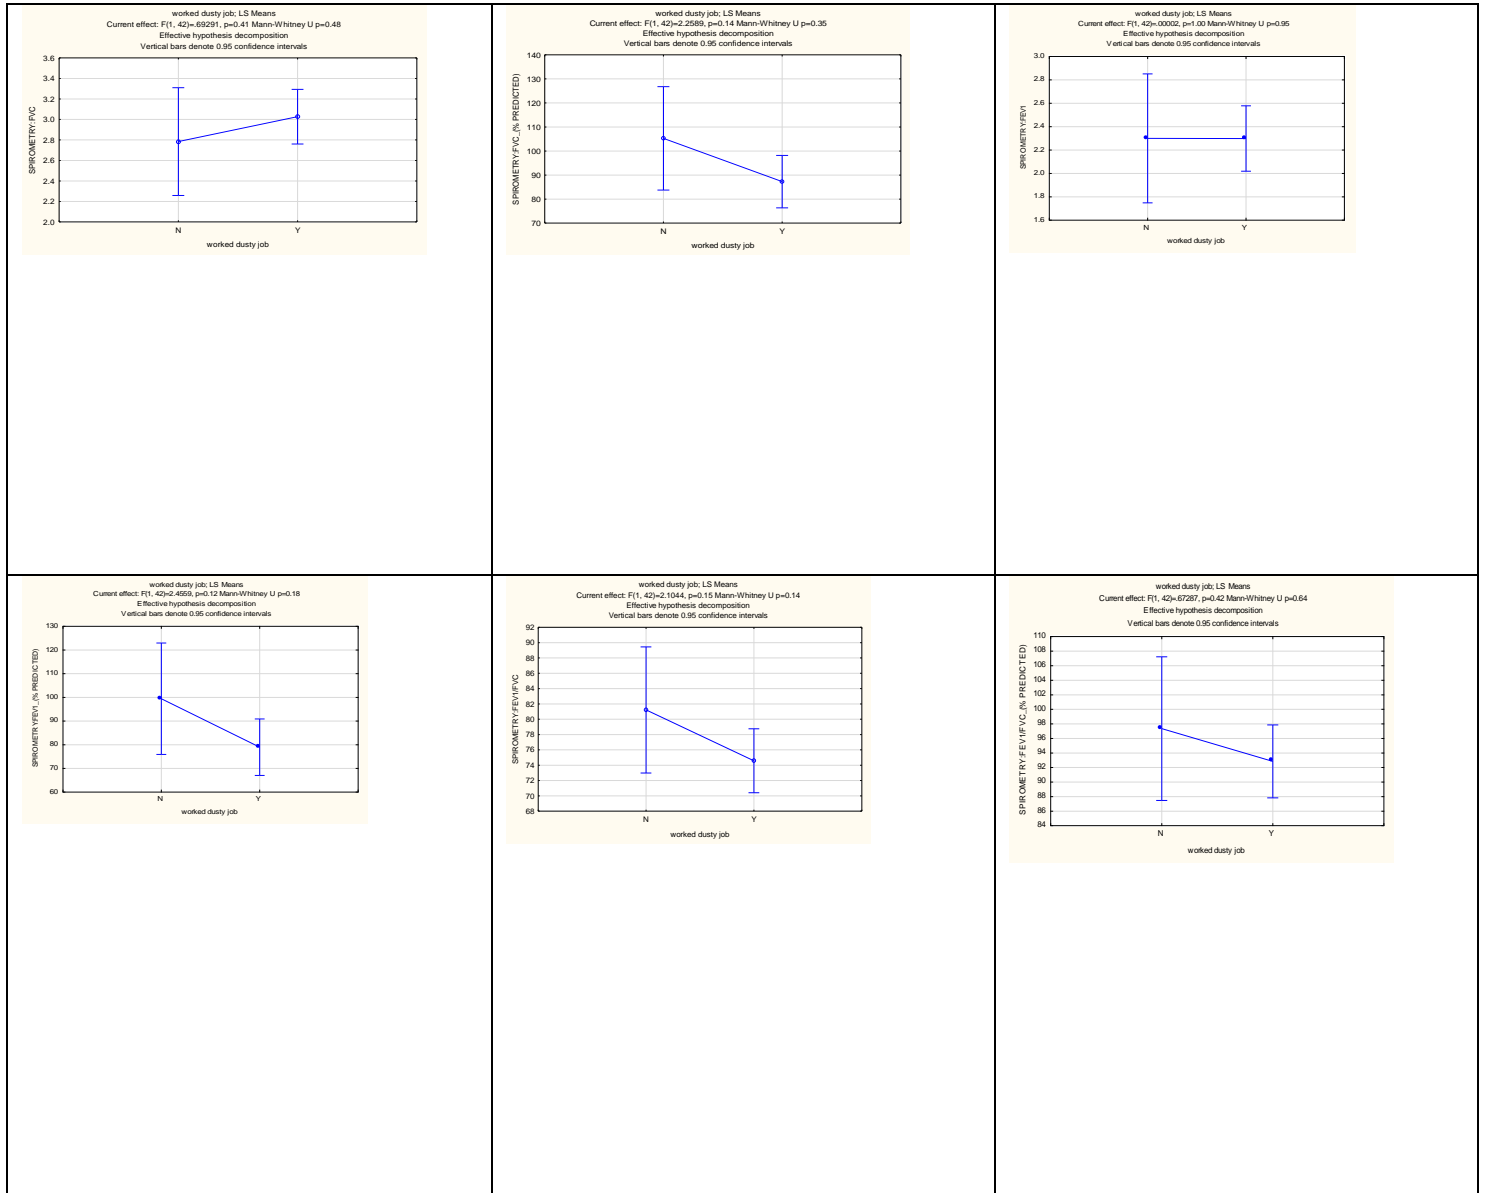 worked dusty job; LS Means
Current effect: F(1, 42)=.69291, p=0.41 Mann-Whitney U p=0.48
Effective hypothesis decomposition
Vertical bars denote 0.95 confidence intervals
3.6
3.4
3.2
3.0
2.8
2.6
2.4
2.2
2.0
SPIROMETRY:FVC
N Y
worked dusty job
worked dusty job; LS Means
Current effect: F(1, 42)=2.2589, p=0.14 Mann-Whitney U p=0.35
Effective hypothesis decomposition
Vertical bars denote 0.95 confidence intervals
140
130
120
110
100
90
80
70
SPIROMETRY:FVC_(% PREDICTED)
N Y
worked dusty job
worked dusty job; LS Means
Current effect: F(1, 42)=.00002, p=1.00 Mann-Whitney U p=0.95
Effective hypothesis decomposition
Vertical bars denote 0.95 confidence intervals
3.0
2.8
2.6
2.4
2.2
2.0
1.8
1.6
SPIROMETRY:FEV1
N Y
worked dusty job
worked dusty job; LS Means
Current effect: F(1, 42)=2.4559, p=0.12 Mann-Whitney U p=0.18
Effective hypothesis decomposition
Vertical bars denote 0.95 confidence intervals
130
120
110
100
90
80
70
60
SPIROMETRY:FEV1_(% PREDICTED)
N Y
worked dusty job
worked dusty job; LS Means
Current effect: F(1, 42)=2.1044, p=0.15 Mann-Whitney U p=0.14
Effective hypothesis decomposition
Vertical bars denote 0.95 confidence intervals
92
90
88
86
84
82
80
78
76
74
72
70
68
SPIROMETRY:FEV1/FVC
N Y
worked dusty job
worked dusty job; LS Means
Current effect: F(1, 42)=.67287, p=0.42 Mann-Whitney U p=0.64
Effective hypothesis decomposition
Vertical bars denote 0.95 confidence intervals
110
108
106
104
102
100
98
96
94
92
90
88
86
84
SPIROMETRY:FEV1/FVC_(% PREDICTED)
N Y
worked dusty job